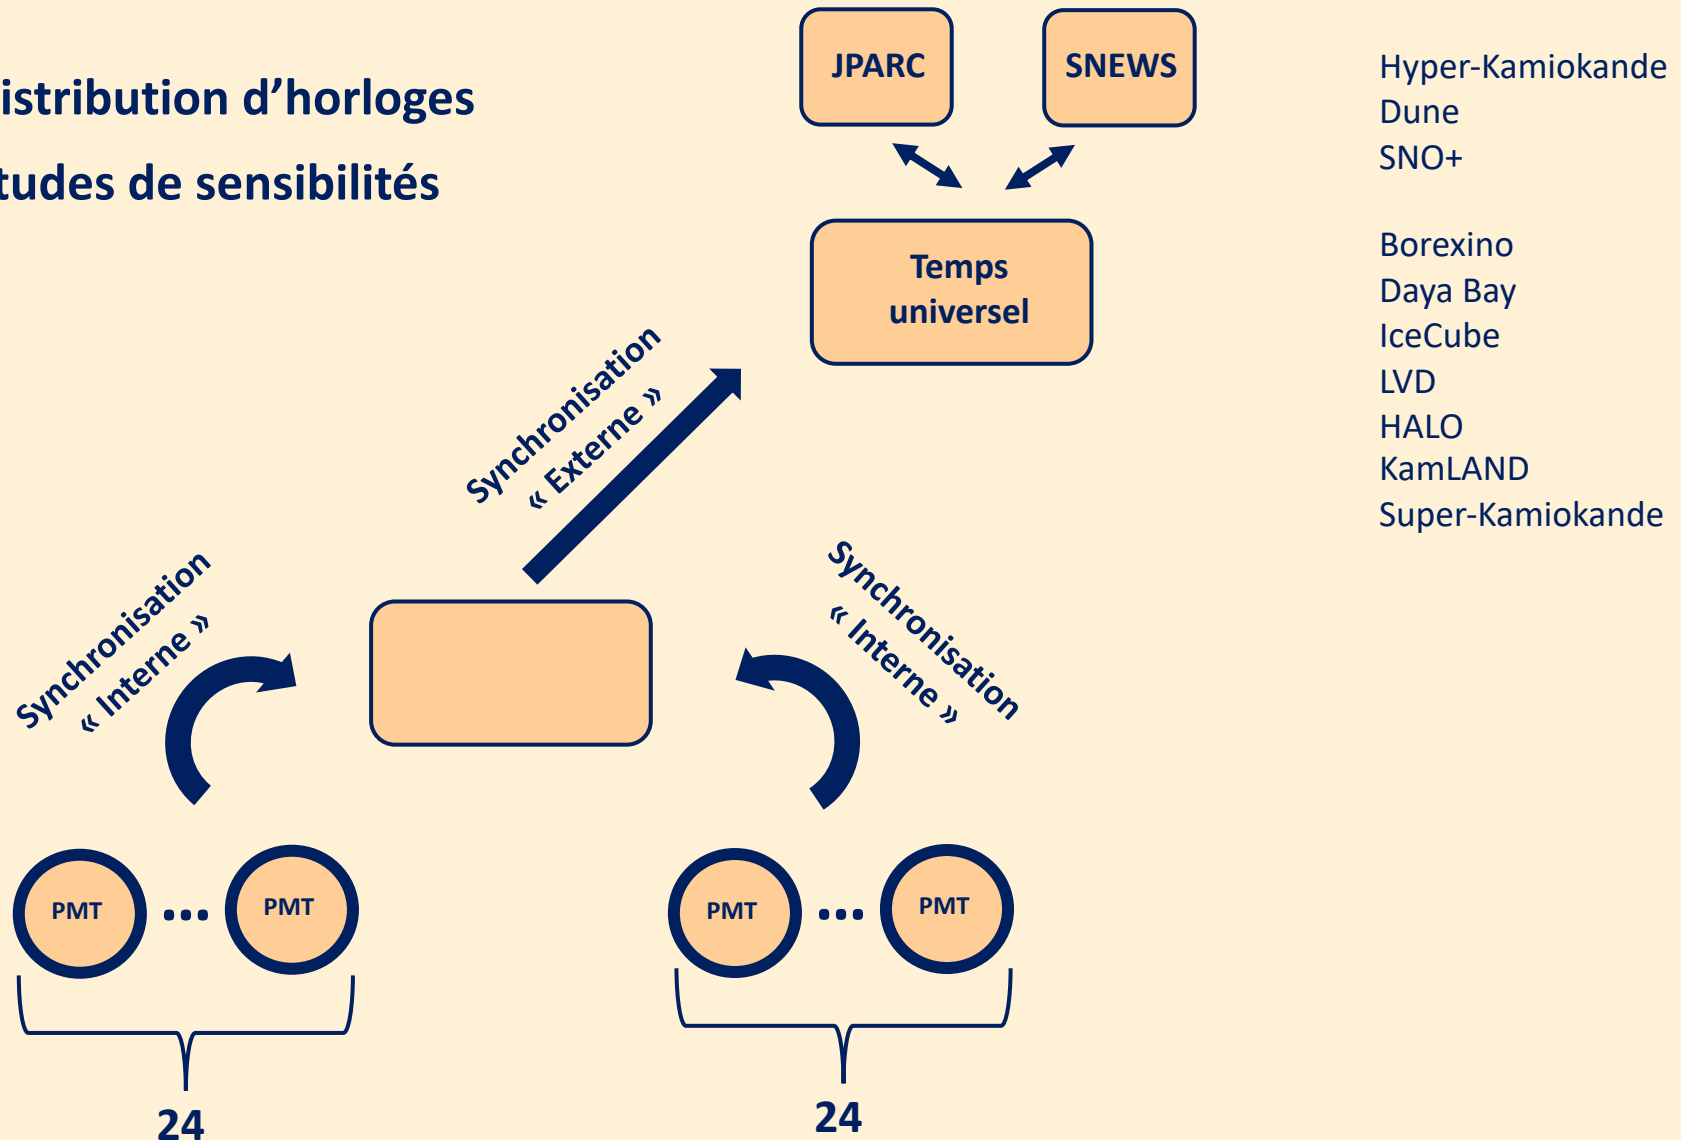 istribution d’horloges
tudes de sensibilités
JPARC
SNEWS
Temps
universel
Synchronisation
« Externe »
Synchronisation
« Interne »
Synchronisation
« Interne »
PMT
PMT
PMT
PMT
24
24
Hyper-Kamiokande
Dune
SNO+
Borexino
Daya Bay
IceCube
LVD
HALO
KamLAND
Super-Kamiokande